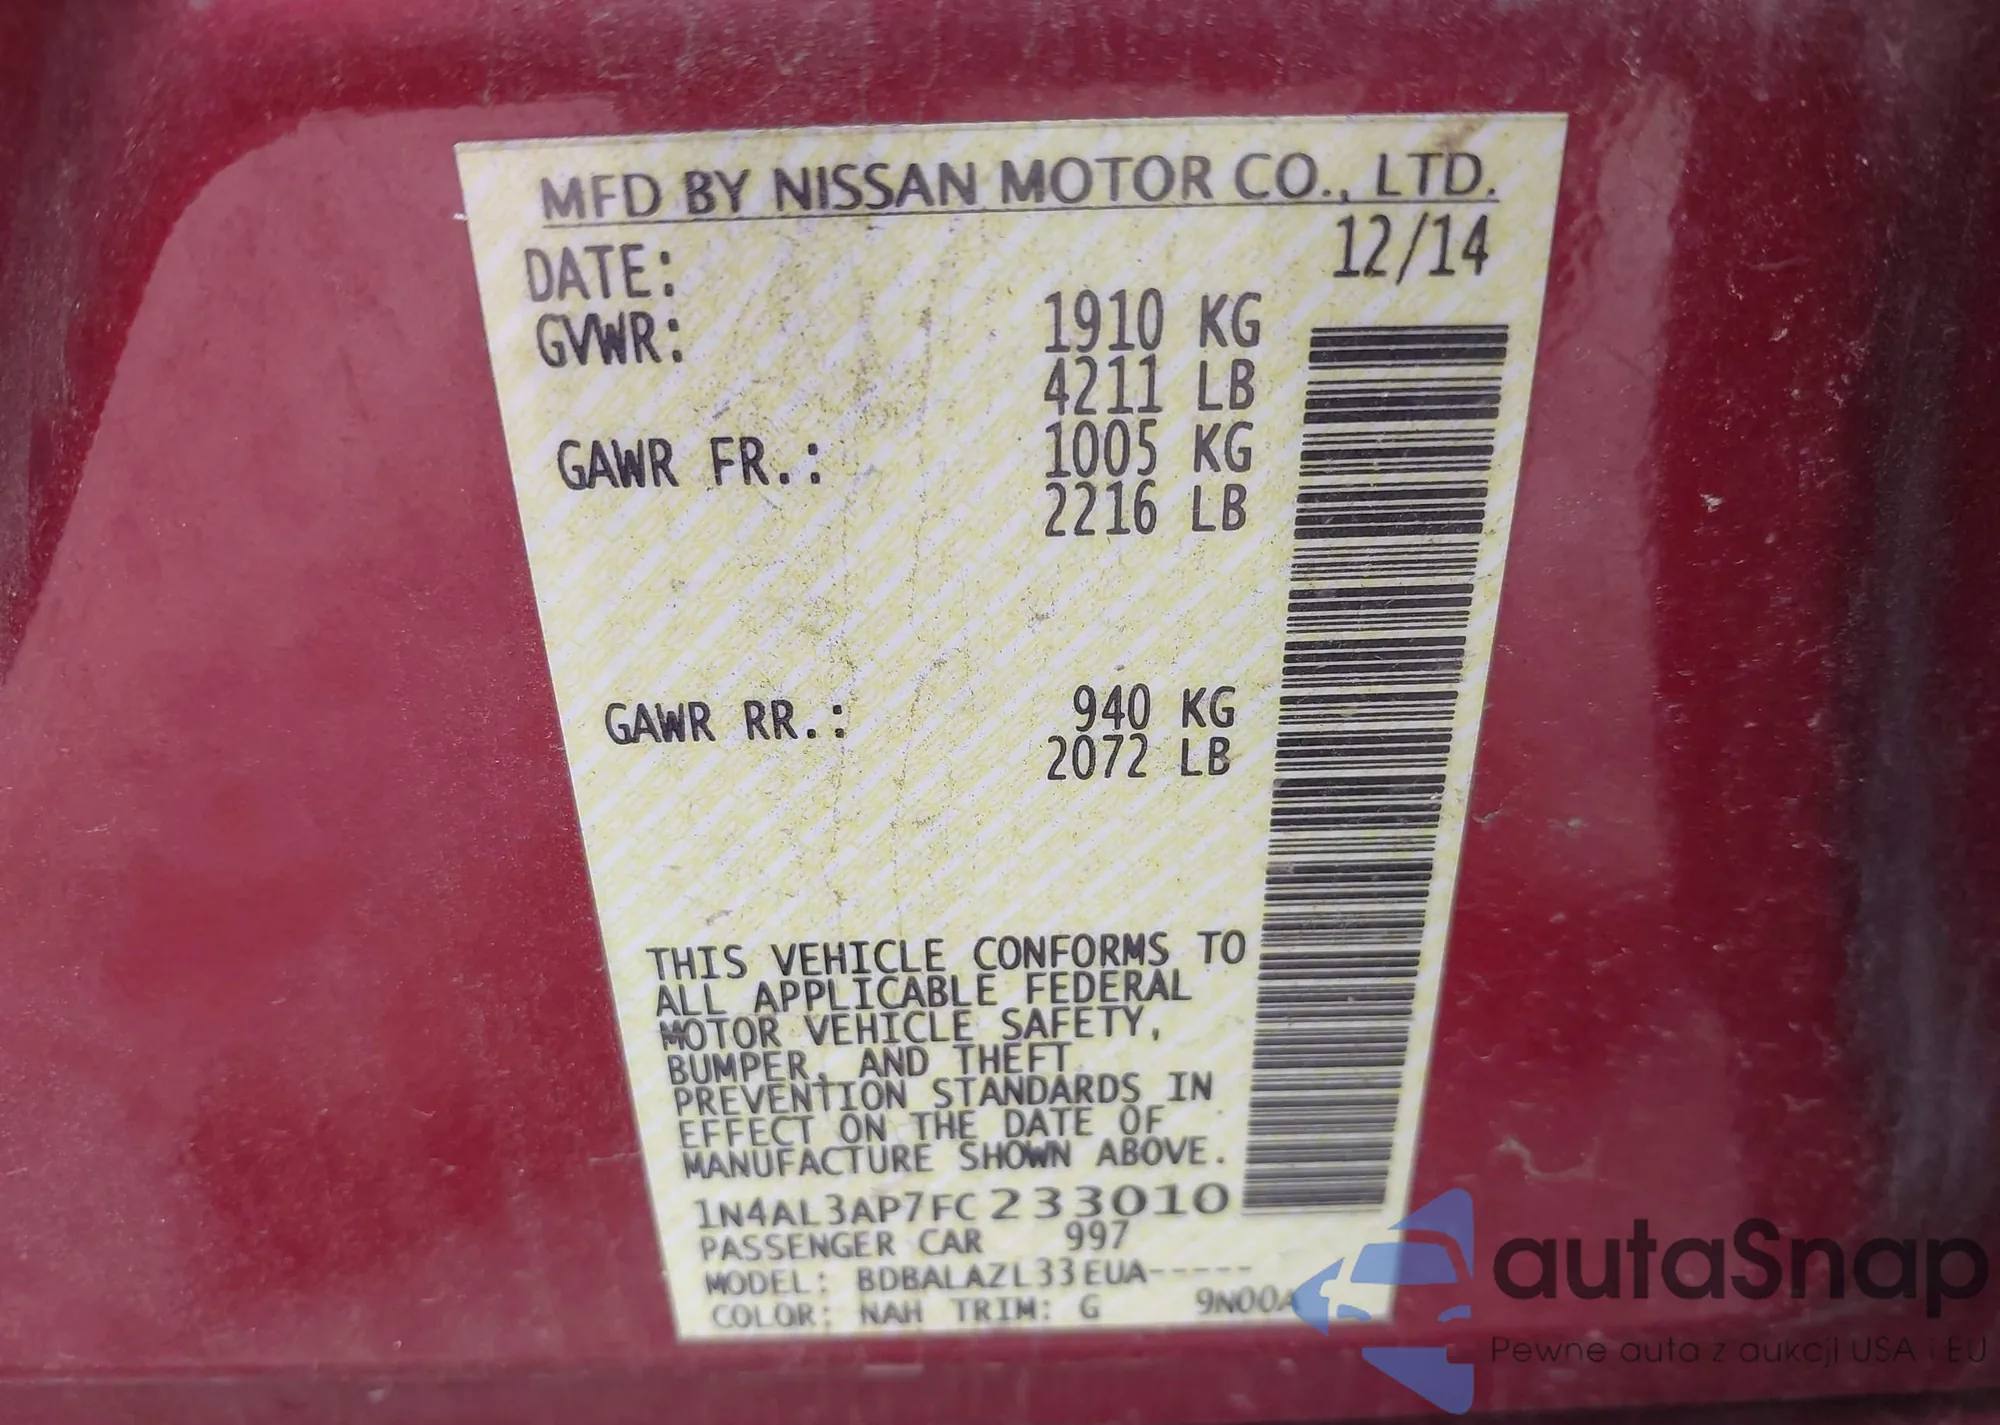 MFD BY NISSAN MOTOR CO., LTD.
DATE: 12/14
GVWR: 1910 KG
4211 LB
GAWR FR.: 1005 KG
2216 LB
GAWR RR.: 940 KG
2072 LB
THIS VEHICLE CONFORMS TO
ALL APPLICABLE FEDERAL
MOTOR VEHICLE SAFETY,
BUMPER, AND THEFT
PREVENTION STANDARDS IN
EFFECT ON THE DATE OF
MANUFACTURE SHOWN ABOVE.
1N4AL3AP7FC233010
PASSENGER CAR 997
MODEL: BDBALAZL33EUA-----
COLOR: NAH TRIM: G 9N00A
autaSnap
Pewne auta z aukcji USA i EU